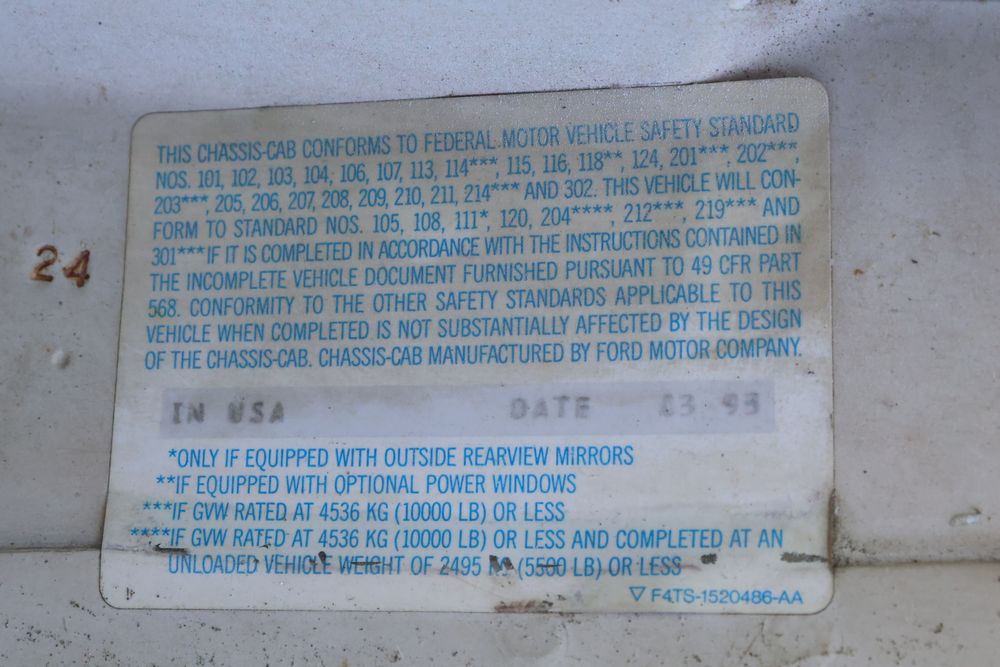 24
THIS CHASSIS-CAB CONFORMS TO FEDERAL MOTOR VEHICLE SAFETY STANDARD
NOS. 101, 102, 103, 104, 106, 107, 113, 114***, 115, 116, 118**, 124, 201***, 202***,
203***, 205, 206, 207, 208, 209, 210, 211, 214*** AND 302. THIS VEHICLE WILL CON-
FORM TO STANDARD NOS. 105, 108, 111*, 120, 204****, 212***, 219*** AND
301*** IF IT IS COMPLETED IN ACCORDANCE WITH THE INSTRUCTIONS CONTAINED IN
THE INCOMPLETE VEHICLE DOCUMENT FURNISHED PURSUANT TO 49 CFR PART
568. CONFORMITY TO THE OTHER SAFETY STANDARDS APPLICABLE TO THIS
VEHICLE WHEN COMPLETED IS NOT SUBSTANTIALLY AFFECTED BY THE DESIGN
OF THE CHASSIS-CAB. CHASSIS-CAB MANUFACTURED BY FORD MOTOR COMPANY.
IN USA DATE 03 95
*ONLY IF EQUIPPED WITH OUTSIDE REARVIEW MIRRORS
**IF EQUIPPED WITH OPTIONAL POWER WINDOWS
***IF GVW RATED AT 4536 KG (10000 LB) OR LESS
****IF GVW RATED AT 4536 KG (10000 LB) OR LESS AND COMPLETED AT AN
UNLOADED VEHICLE WEIGHT OF 2495 KG (5500 LB) OR LESS
▽ F4TS-1520486-AA